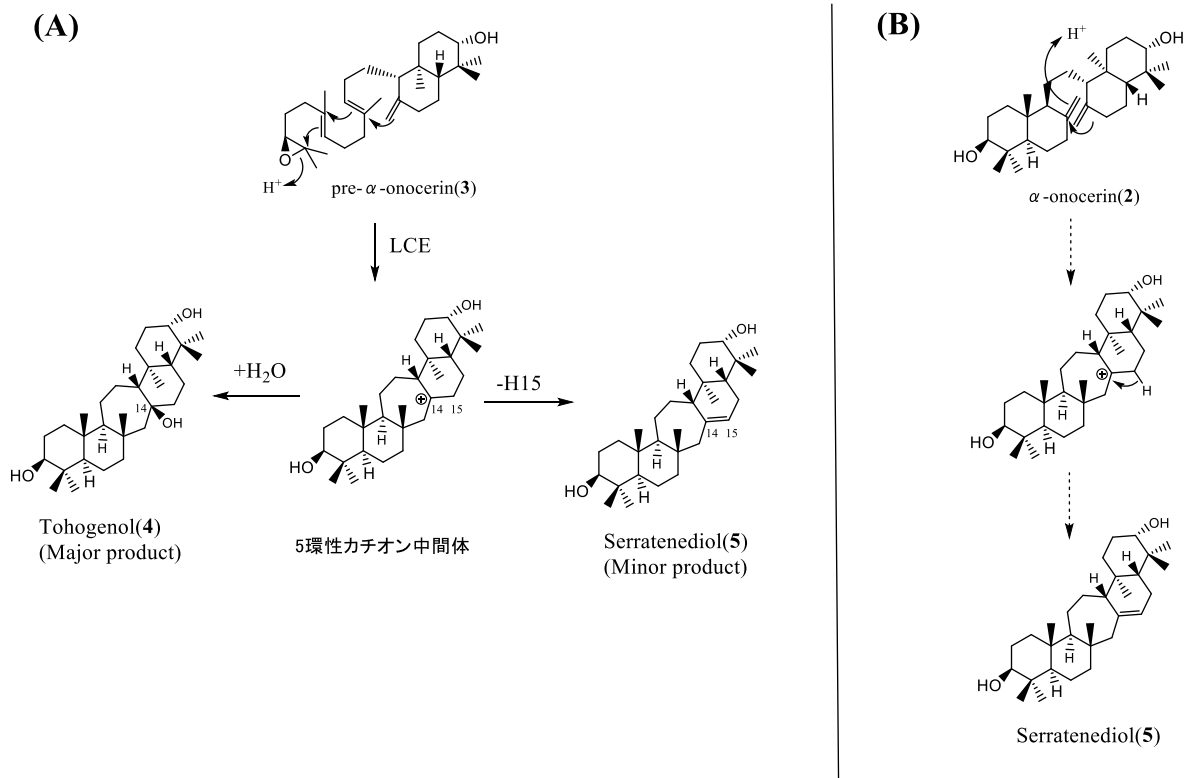 (A)
OH
H
O
H⁺
pre-α-onocerin(3)
LCE
OH
H
H
+H₂O
14
OH
H
HO
H
Tohogenol(4)
(Major product)
OH
H
H
⊕
14 15
H
HO
H
5環性カチオン中間体
-H15
OH
H
H
14 15
H
HO
H
Serratenediol(5)
(Minor product)
(B)
H⁺
OH
H
H
HO
H
α-onocerin(2)
OH
H
H
⊕
H
H
HO
H
OH
H
H
H
HO
H
Serratenediol(5)